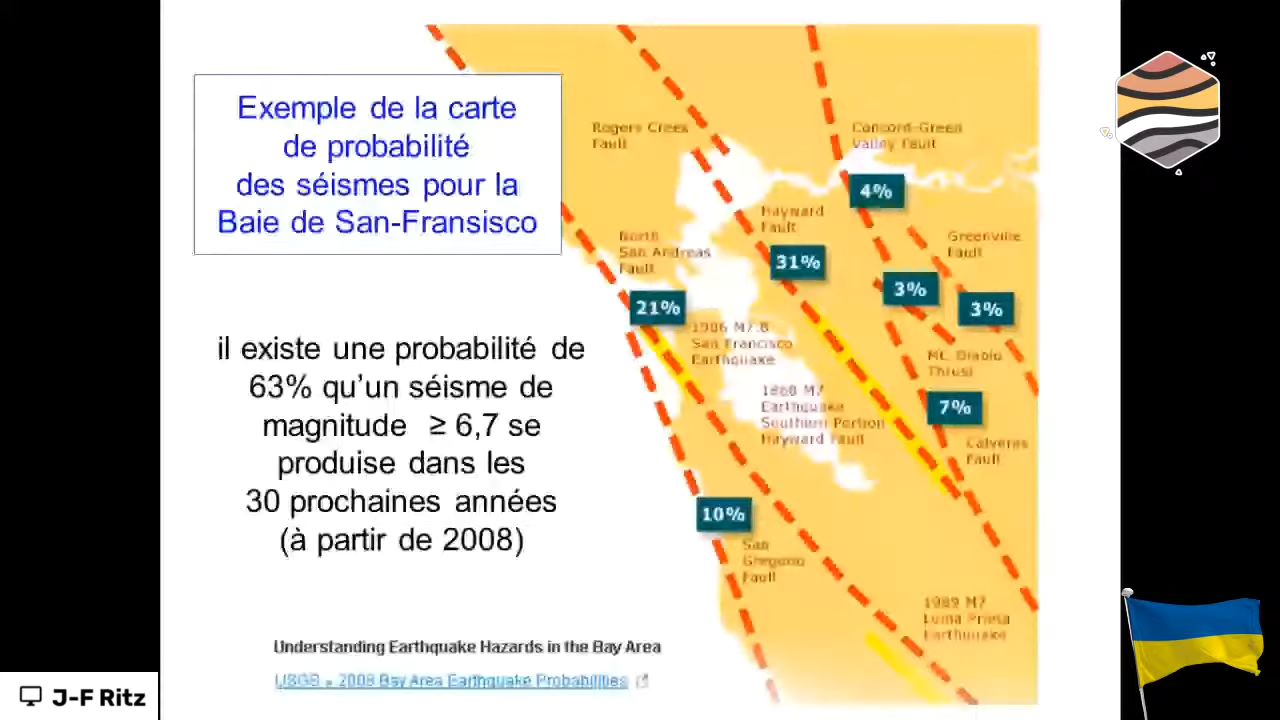 Exemple de la carte
de probabilité
des séismes pour la
Baie de San-Fransisco
il existe une probabilité de
63% qu'un séisme de
magnitude ≥ 6,7 se
produise dans les
30 prochaines années
(à partir de 2008)
Rogers Creek
Fault
Concord-Green
Valley Fault
4%
Hayward
Fault
31%
North
San Andreas
Fault
21%
Greenville
Fault
3%
3%
1906 M7.8
San Francisco
Earthquake
Mt. Diablo
Thrust
1868 M7
Earthquake
Southern Portion
Hayward Fault
7%
Calveras
Fault
10%
San
Gregorio
Fault
1989 M7
Loma Prieta
Earthquake
Understanding Earthquake Hazards in the Bay Area
USGS » 2008 Bay Area Earthquake Probabilities
J-F Ritz